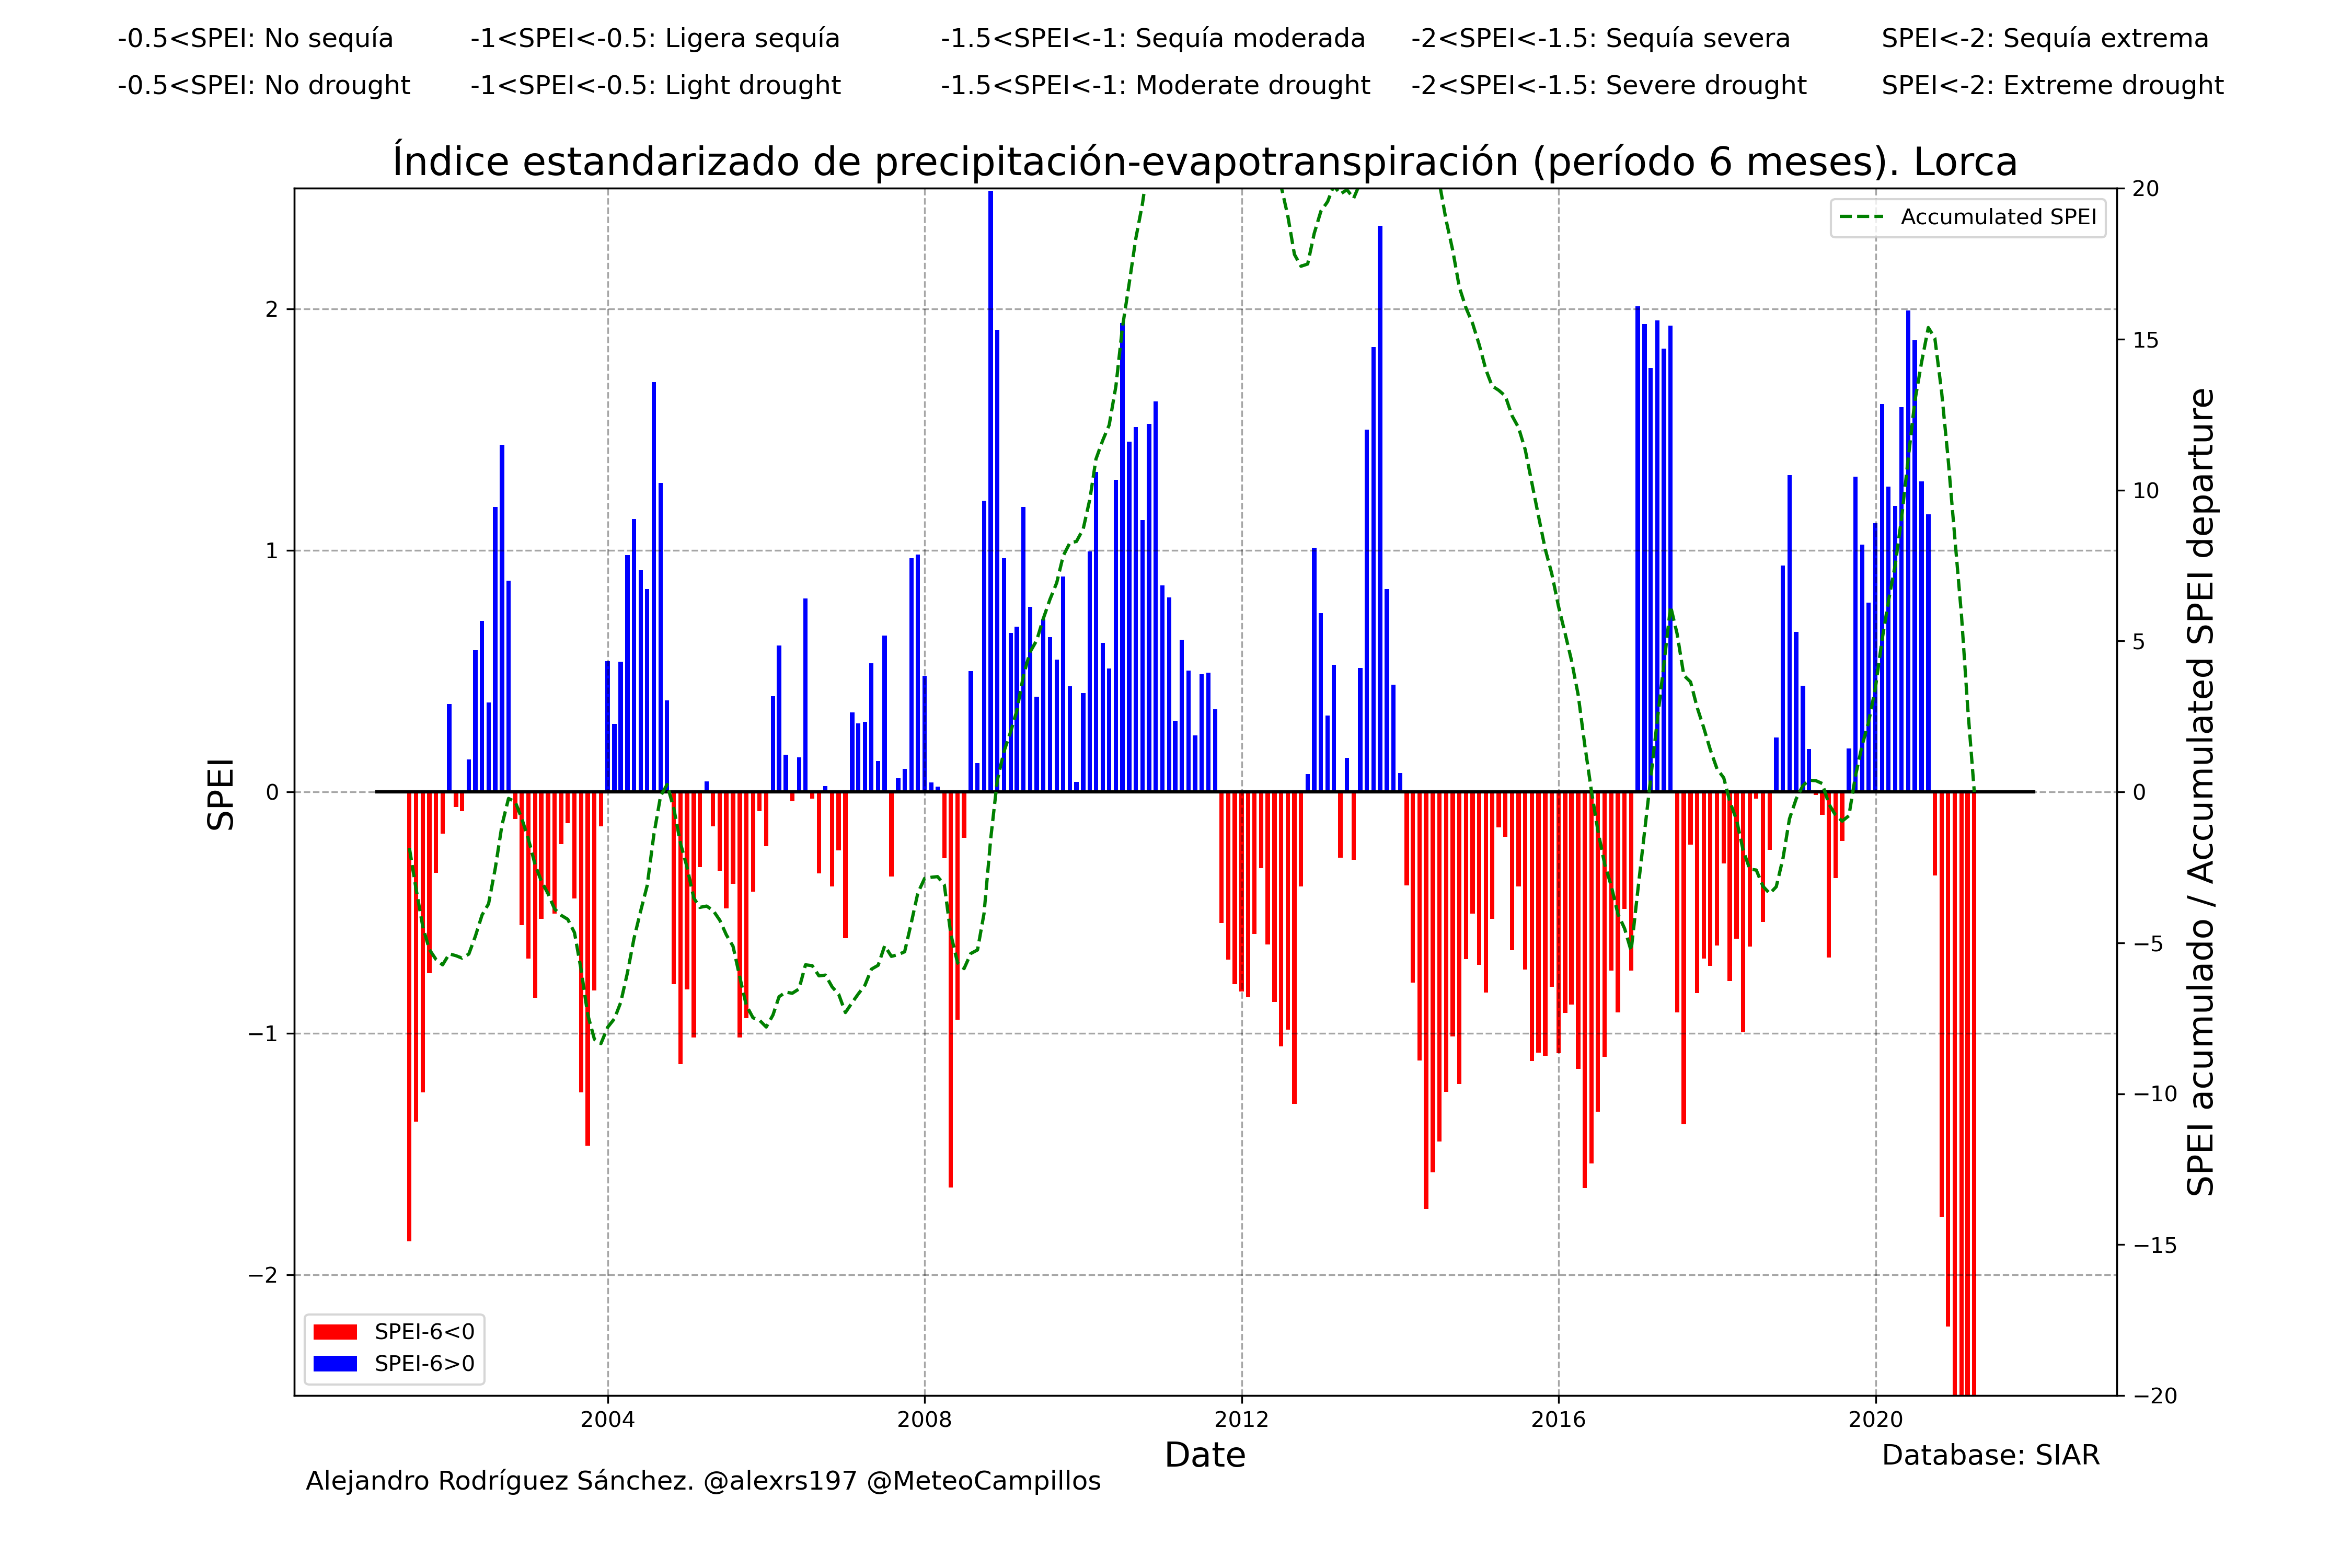 -0.5<SPEI: No sequía -1<SPEI<-0.5: Ligera sequía -1.5<SPEI<-1: Sequía moderada -2<SPEI<-1.5: Sequía severa SPEI<-2: Sequía extrema
-0.5<SPEI: No drought -1<SPEI<-0.5: Light drought -1.5<SPEI<-1: Moderate drought -2<SPEI<-1.5: Severe drought SPEI<-2: Extreme drought
Índice estandarizado de precipitación-evapotranspiración (período 6 meses). Lorca
Accumulated SPEI
SPEI
2
1
0
−1
−2
20
15
10
5
0
−5
−10
−15
−20
SPEI acumulado / Accumulated SPEI departure
SPEI-6<0
SPEI-6>0
2004 2008 2012 2016 2020
Date
Database: SIAR
Alejandro Rodríguez Sánchez. @alexrs197 @MeteoCampillos